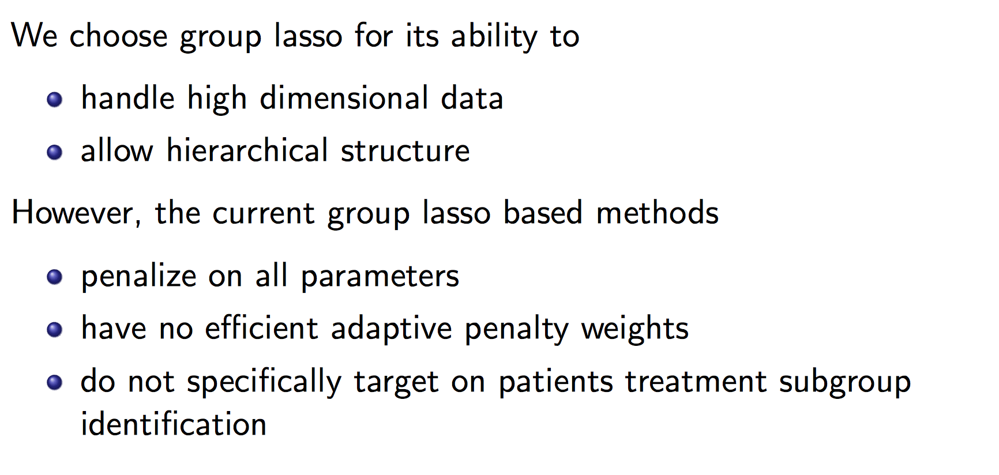 We choose group lasso for its ability to
handle high dimensional data
allow hierarchical structure
However, the current group lasso based methods
penalize on all parameters
have no efficient adaptive penalty weights
do not specifically target on patients treatment subgroup
identification